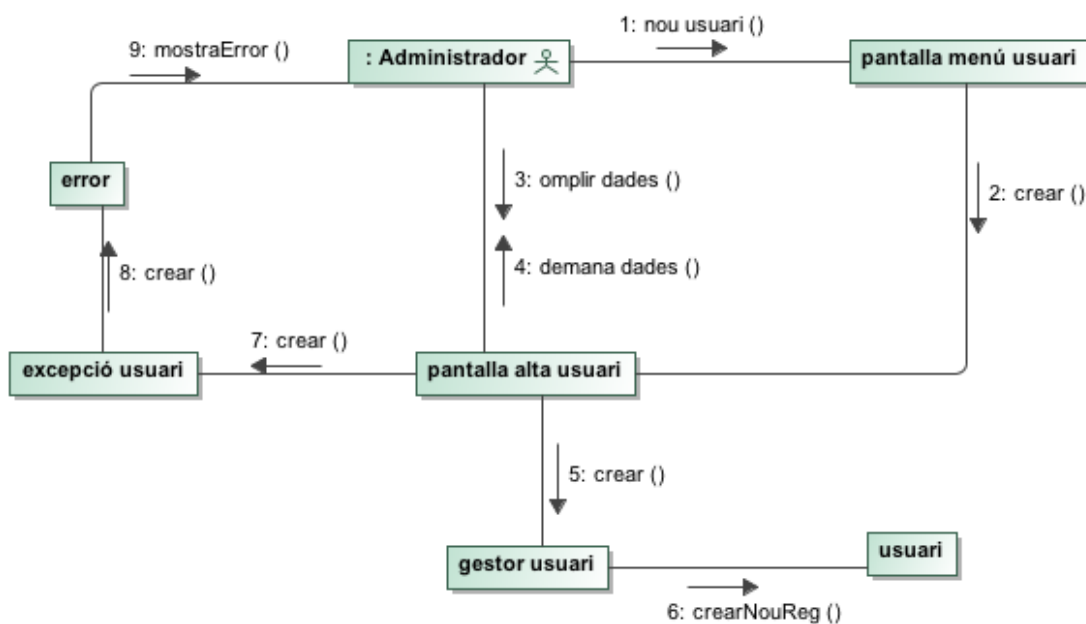 9: mostraError ()
: Administrador
1: nou usuari ()
pantalla menú usuari
error
3: omplir dades ()
2: crear ()
4: demana dades ()
8: crear ()
7: crear ()
excepció usuari
pantalla alta usuari
5: crear ()
gestor usuari
usuari
6: crearNouReg ()